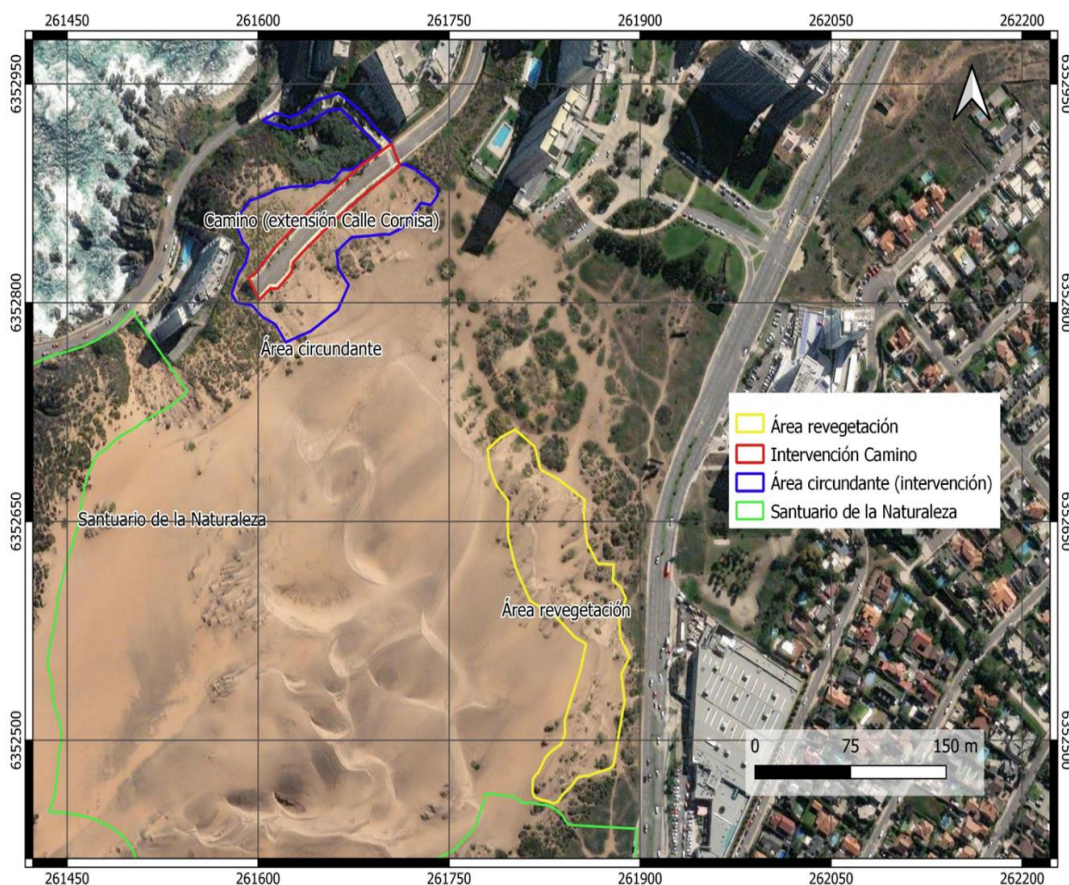 261450 261600 261750 261900 262050 262200
6352950 6352950
Camino (extensión Calle Cornisa)
6352800 6352800
Área circundante
Área revegetación
Intervención Camino
Área circundante (intervención)
Santuario de la Naturaleza
Santuario de la Naturaleza
6352650 6352650
Área revegetación
6352500 6352500
0 75 150 m
261450 261600 261750 261900 262050 262200